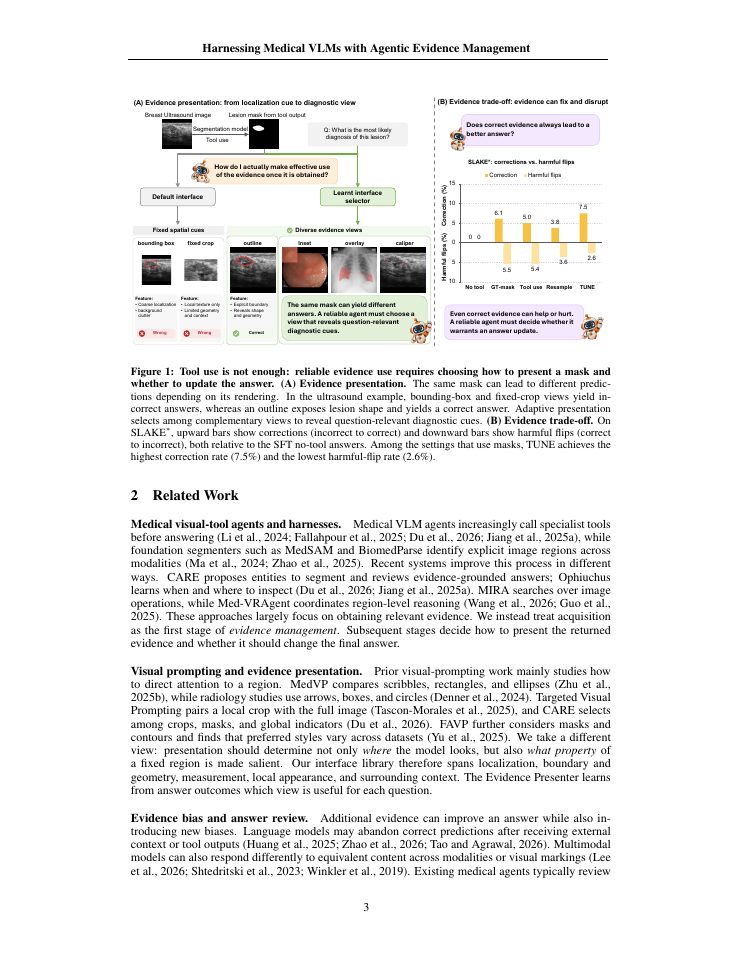 Harnessing Medical VLMs with Agentic Evidence Management
(A) Evidence presentation: from localization cue to diagnostic view
Breast Ultrasound image
Lesion mask from tool output
Segmentation model
Tool use
Q: What is the most likely
diagnosis of this lesion?
How do I actually make effective use
of the evidence once it is obtained?
Default interface
Learnt interface
selector
Fixed spatial cues
Diverse evidence views
bounding box
fixed crop
outline
inset
overlay
caliper
Feature:
• Coarse localization
• background
clutter
Feature:
• Local texture only
• Limited geometry
and context
Feature:
• Explicit boundary
• Reveals shape
and geometry
Wrong
Wrong
Correct
The same mask can yield different
answers. A reliable agent must choose a
view that reveals question-relevant
diagnostic cues.
(B) Evidence trade-off: evidence can fix and disrupt
Does correct evidence always lead to a
better answer?
SLAKE*: corrections vs. harmful flips
Correction
Harmful flips
Correction (%)
Harmful flips (%)
15
10
5
0
5
10
0 0
6.1
5.5
5.0
5.4
3.8
3.6
7.5
2.6
No tool
GT-mask
Tool use
Resample
TUNE
Even correct evidence can help or hurt.
A reliable agent must decide whether it
warrants an answer update.
Figure 1: Tool use is not enough: reliable evidence use requires choosing how to present a mask and
whether to update the answer. (A) Evidence presentation. The same mask can lead to different predic-
tions depending on its rendering. In the ultrasound example, bounding-box and fixed-crop views yield in-
correct answers, whereas an outline exposes lesion shape and yields a correct answer. Adaptive presentation
selects among complementary views to reveal question-relevant diagnostic cues. (B) Evidence trade-off. On
SLAKE*, upward bars show corrections (incorrect to correct) and downward bars show harmful flips (correct
to incorrect), both relative to the SFT no-tool answers. Among the settings that use masks, TUNE achieves the
highest correction rate (7.5%) and the lowest harmful-flip rate (2.6%).
2 Related Work
Medical visual-tool agents and harnesses. Medical VLM agents increasingly call specialist tools
before answering (Li et al., 2024; Fallahpour et al., 2025; Du et al., 2026; Jiang et al., 2025a), while
foundation segmenters such as MedSAM and BiomedParse identify explicit image regions across
modalities (Ma et al., 2024; Zhao et al., 2025). Recent systems improve this process in different
ways. CARE proposes entities to segment and reviews evidence-grounded answers; Ophiuchus
learns when and where to inspect (Du et al., 2026; Jiang et al., 2025a). MIRA searches over image
operations, while Med-VRAgent coordinates region-level reasoning (Wang et al., 2026; Guo et al.,
2025). These approaches largely focus on obtaining relevant evidence. We instead treat acquisition
as the first stage of evidence management. Subsequent stages decide how to present the returned
evidence and whether it should change the final answer.
Visual prompting and evidence presentation. Prior visual-prompting work mainly studies how
to direct attention to a region. MedVP compares scribbles, rectangles, and ellipses (Zhu et al.,
2025b), while radiology studies use arrows, boxes, and circles (Denner et al., 2024). Targeted Visual
Prompting pairs a local crop with the full image (Tascon-Morales et al., 2025), and CARE selects
among crops, masks, and global indicators (Du et al., 2026). FAVP further considers masks and
contours and finds that preferred styles vary across datasets (Yu et al., 2025). We take a different
view: presentation should determine not only where the model looks, but also what property of
a fixed region is made salient. Our interface library therefore spans localization, boundary and
geometry, measurement, local appearance, and surrounding context. The Evidence Presenter learns
from answer outcomes which view is useful for each question.
Evidence bias and answer review. Additional evidence can improve an answer while also in-
troducing new biases. Language models may abandon correct predictions after receiving external
context or tool outputs (Huang et al., 2025; Zhao et al., 2026; Tao and Agrawal, 2026). Multimodal
models can also respond differently to equivalent content across modalities or visual markings (Lee
et al., 2026; Shtedritski et al., 2023; Winkler et al., 2019). Existing medical agents typically review
3